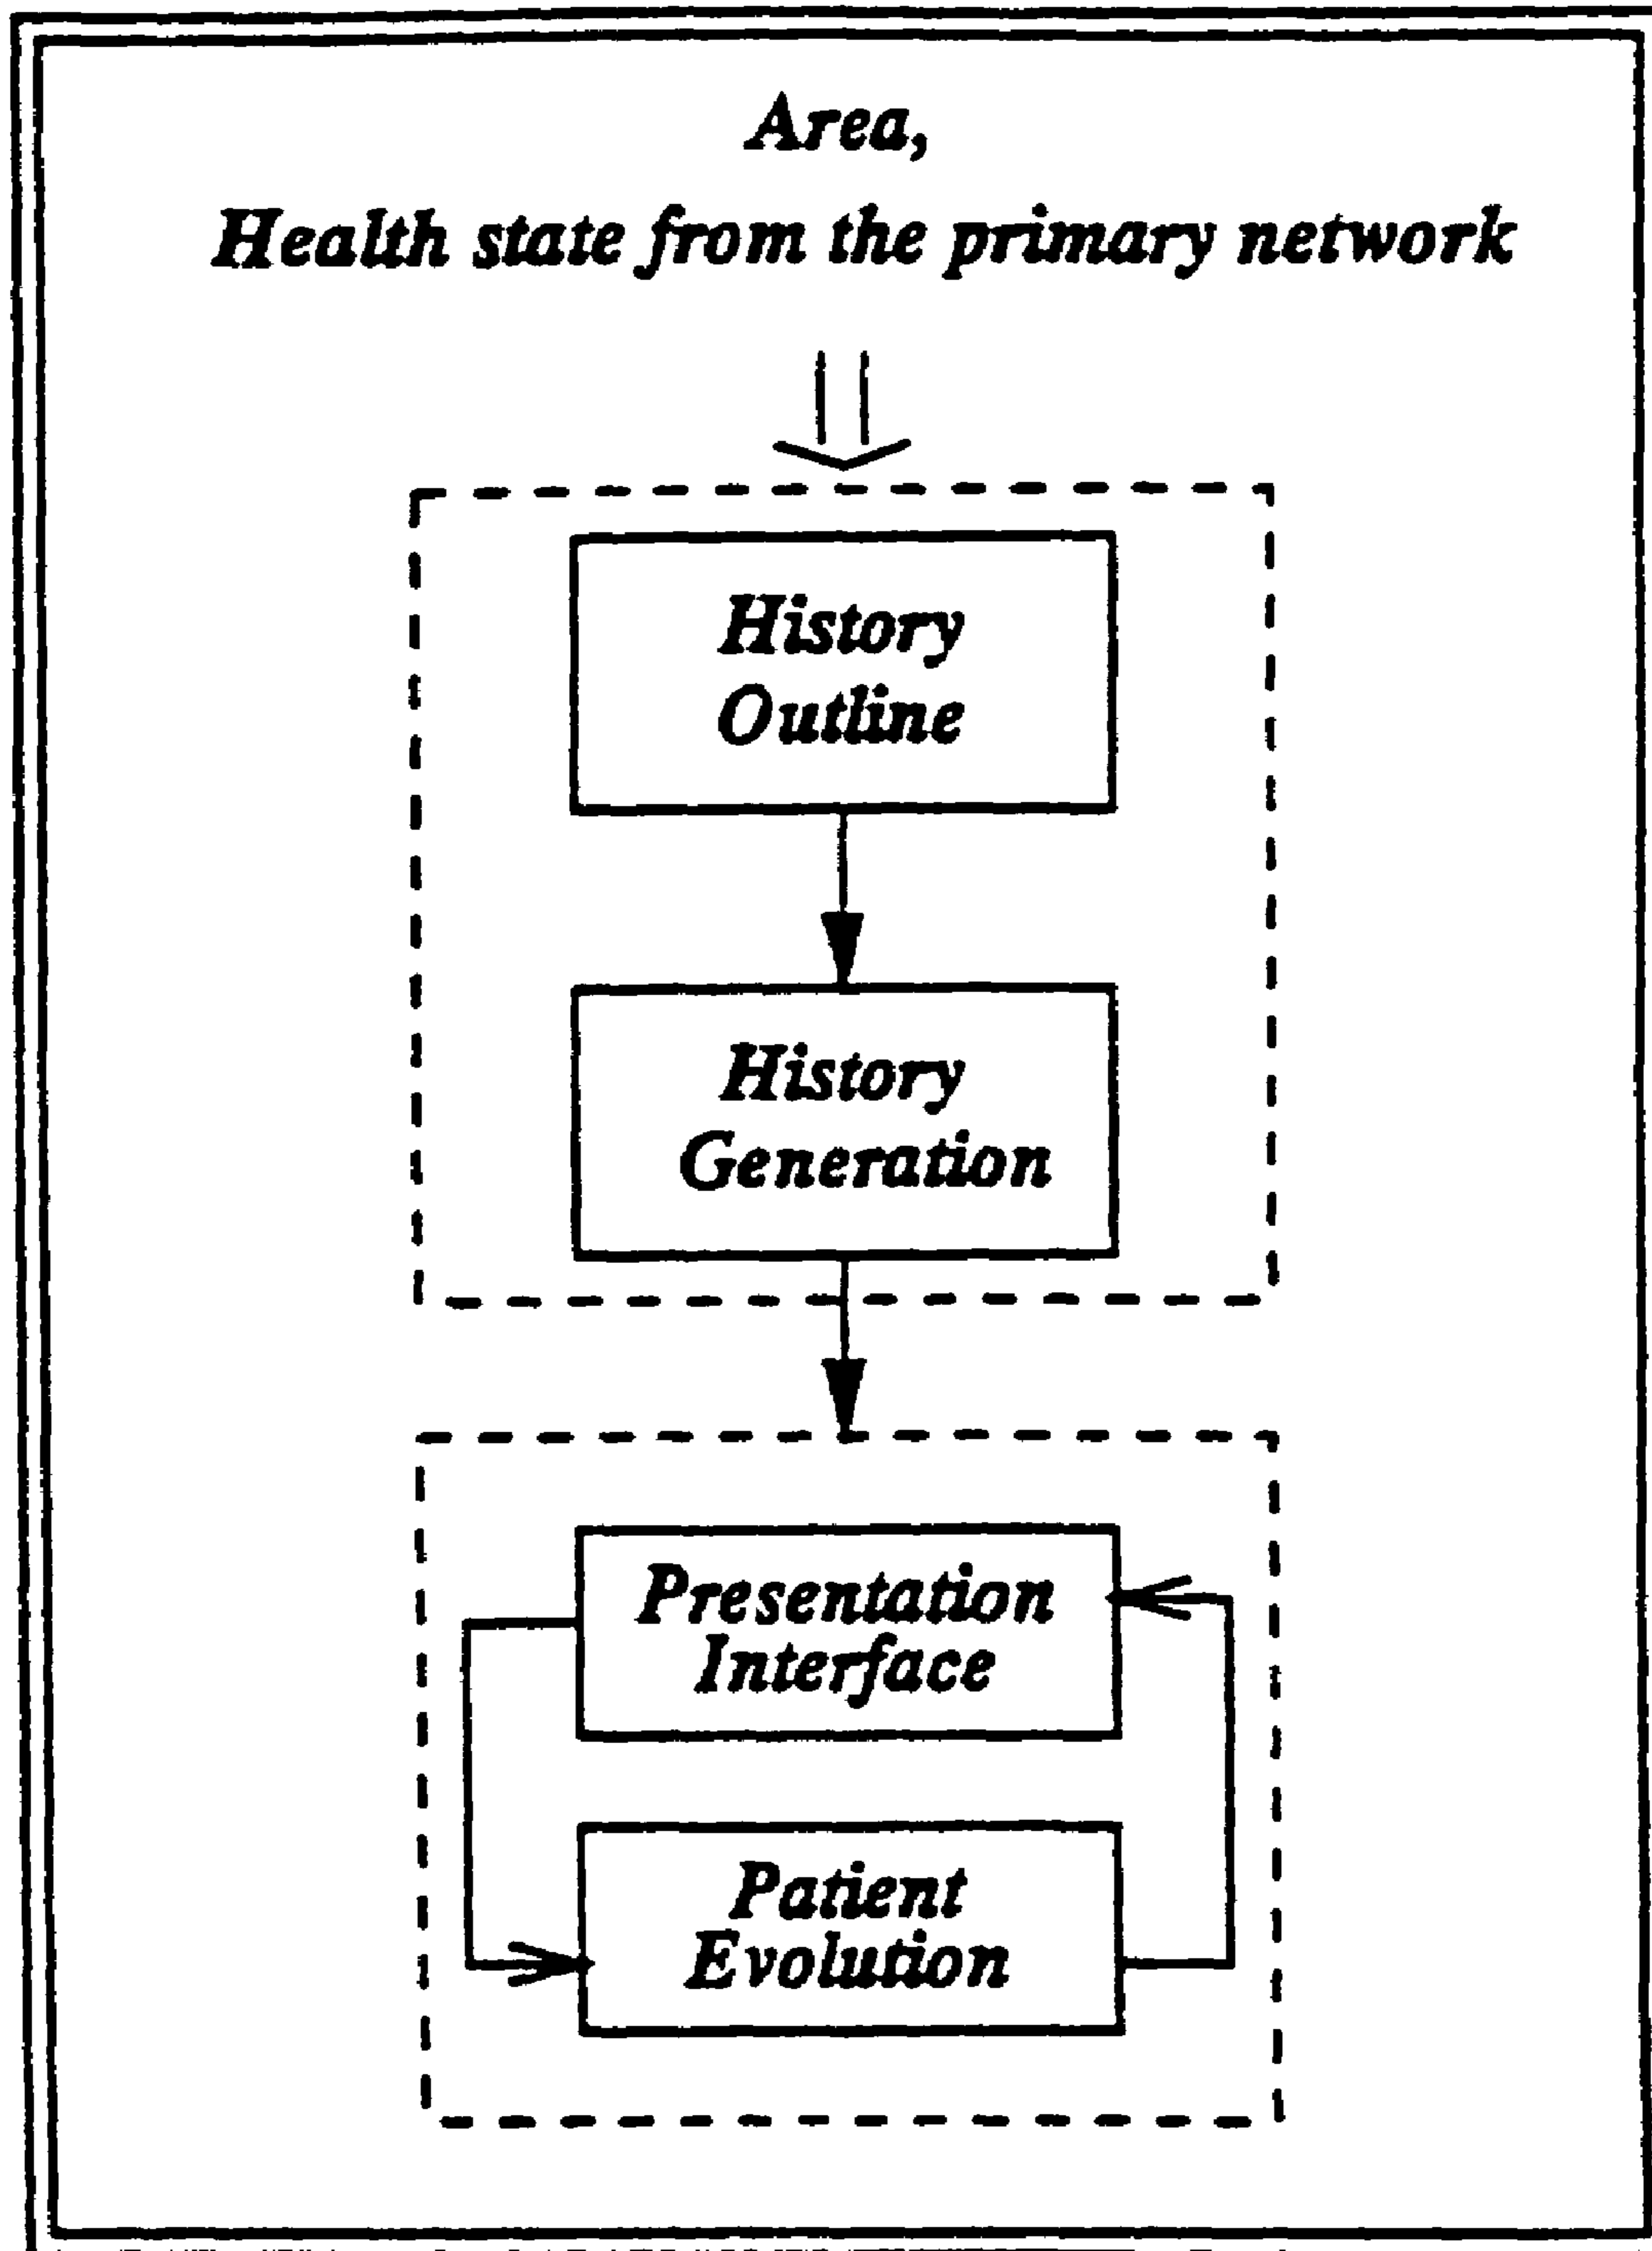 Area,
Health state from the primary network
History
Outline
History
Generation
Presentation
Interface
Patient
Evolution